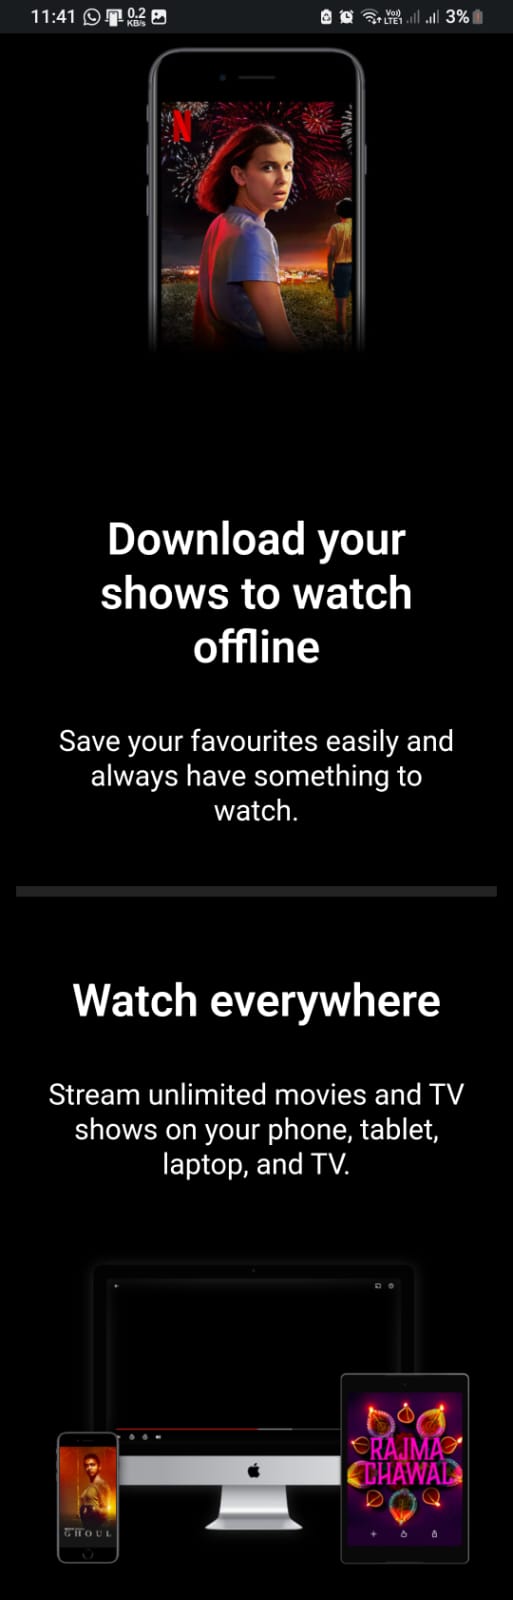 11:41 0.2 KB/s Vo) LTE1 3%
N
Download your
shows to watch
offline
Save your favourites easily and
always have something to
watch.
Watch everywhere
Stream unlimited movies and TV
shows on your phone, tablet,
laptop, and TV.
RAJMA
CHAWAL
GHOUL